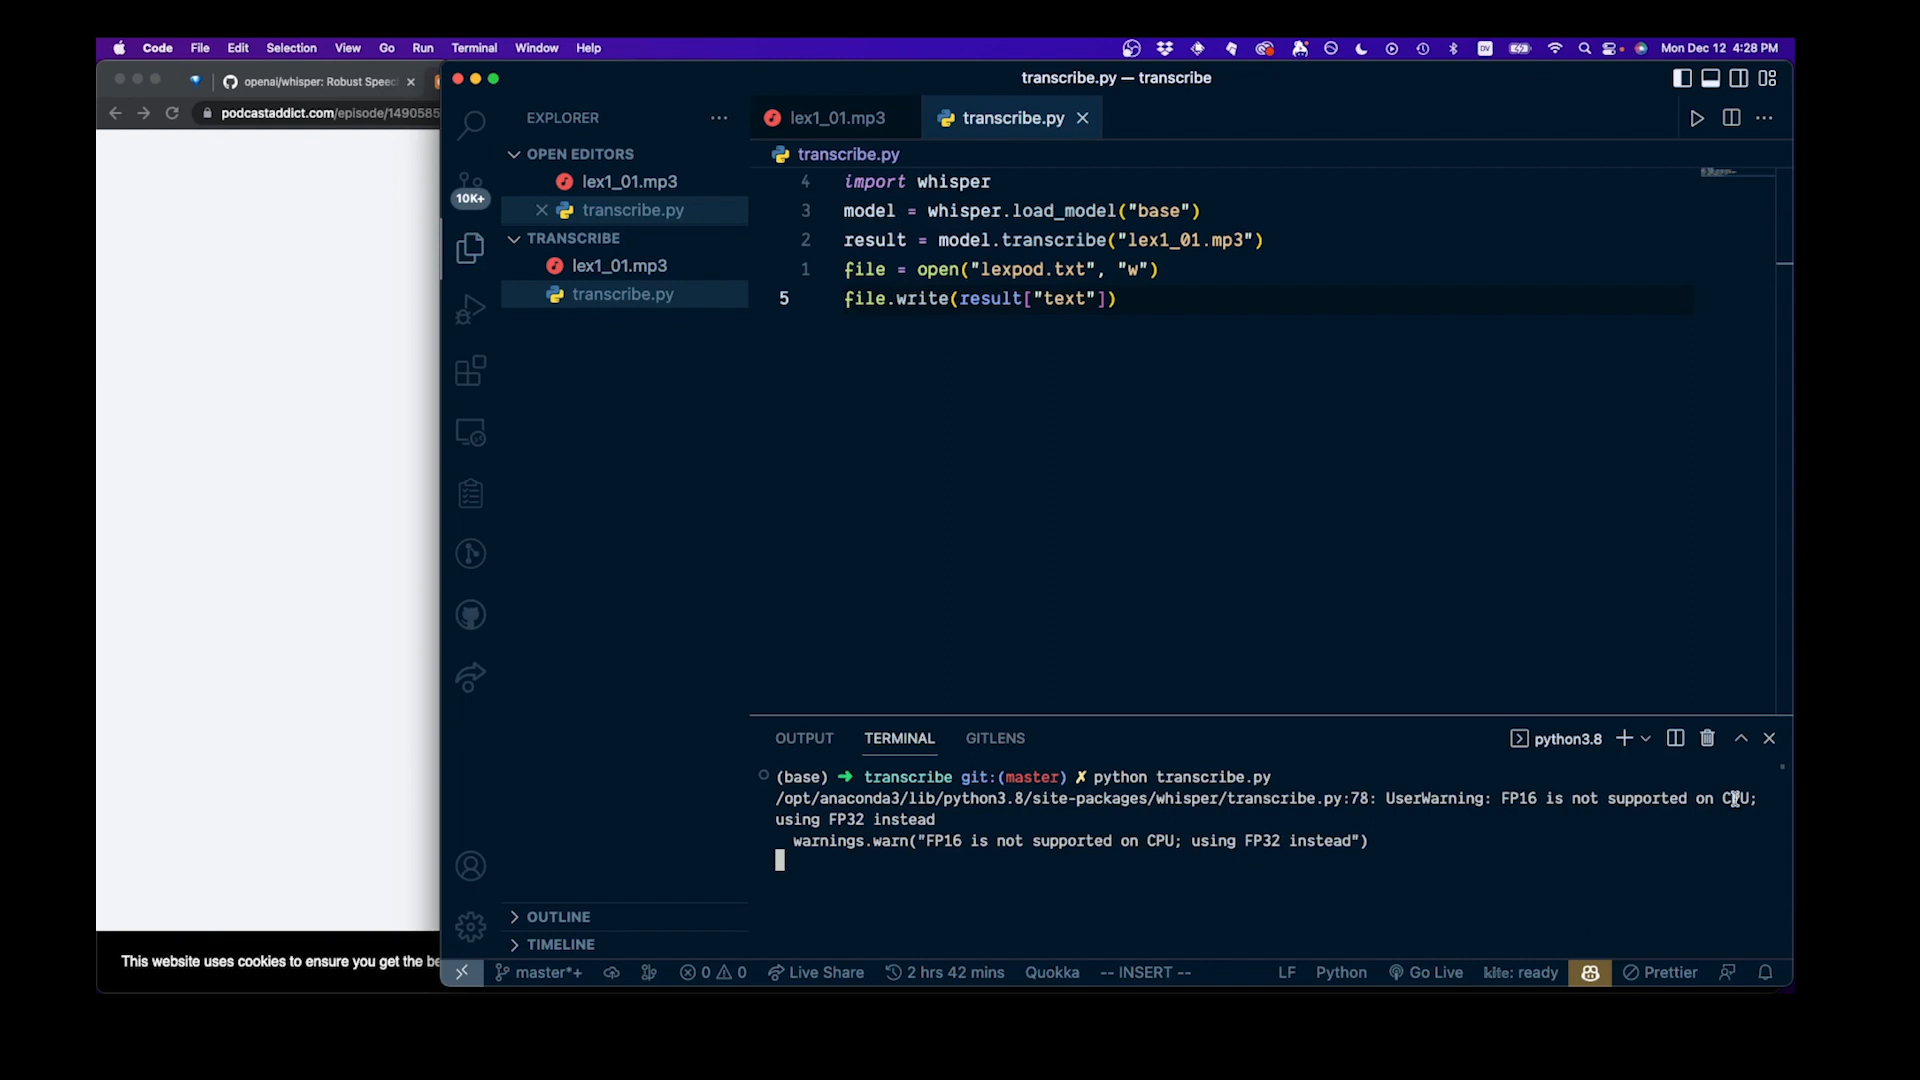 Code File Edit Selection View Go Run Terminal Window Help
DV
Mon Dec 12 4:28 PM
openai/whisper: Robust Speec
podcastaddict.com/episode/1490585
This website uses cookies to ensure you get the be
transcribe.py — transcribe
EXPLORER
OPEN EDITORS
lex1_01.mp3
transcribe.py
TRANSCRIBE
lex1_01.mp3
transcribe.py
10K+
OUTLINE
TIMELINE
lex1_01.mp3 transcribe.py
transcribe.py
4 import whisper
3 model = whisper.load_model("base")
2 result = model.transcribe("lex1_01.mp3")
1 file = open("lexpod.txt", "w")
5 file.write(result["text"])
OUTPUT TERMINAL GITLENS
python3.8
(base) ➜ transcribe git:(master) ✗ python transcribe.py
/opt/anaconda3/lib/python3.8/site-packages/whisper/transcribe.py:78: UserWarning: FP16 is not supported on CPU;
using FP32 instead
warnings.warn("FP16 is not supported on CPU; using FP32 instead")
master*+ 0 0 Live Share 2 hrs 42 mins Quokka -- INSERT -- LF Python Go Live kite: ready Prettier